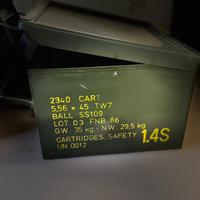 2340 CART
5,56 × 45 TW7
BALL SS109
LOT 03 FNB 86
GW. 35 kg - NW. 29.5 kg
CARTRIDGES, SAFETY
UN 0012
1.4S